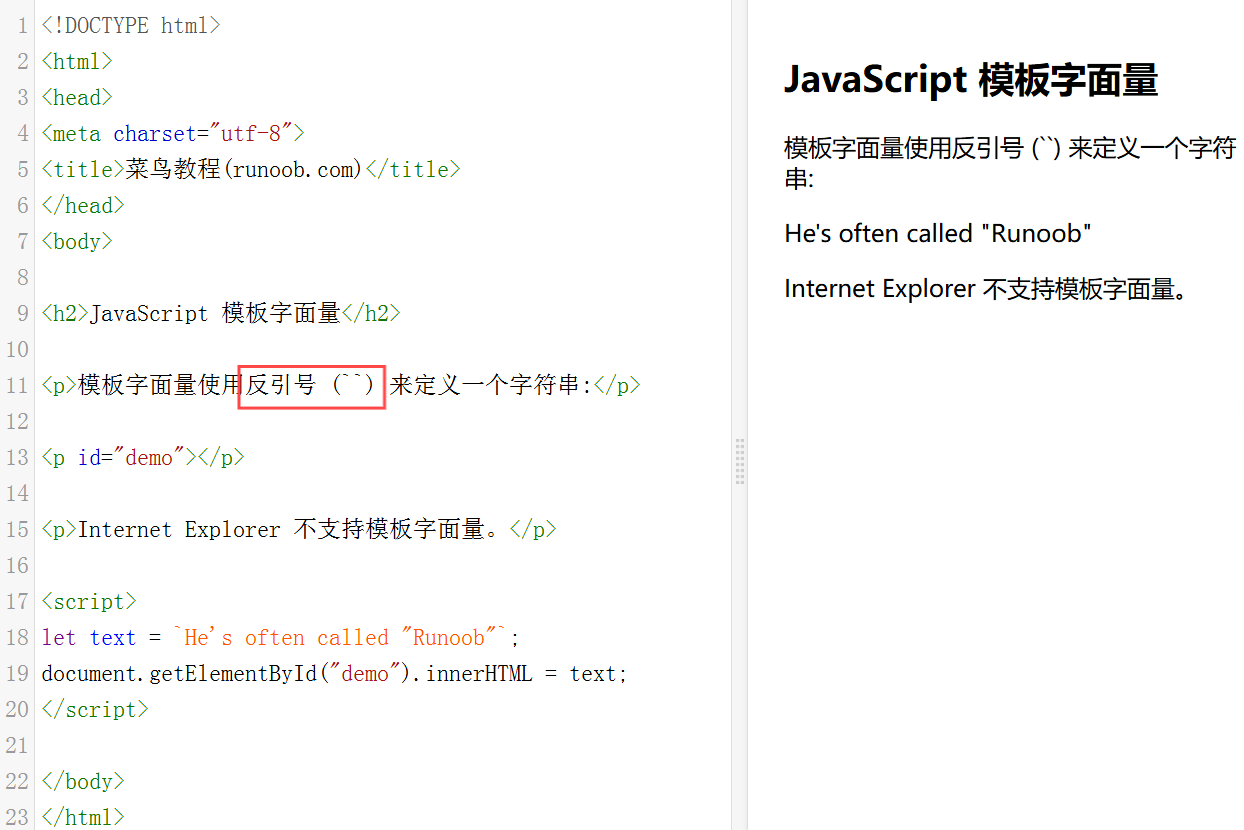 1 <!DOCTYPE html>
2 <html>
3 <head>
4 <meta charset="utf-8">
5 <title>菜鸟教程(runoob.com)</title>
6 </head>
7 <body>
8
9 <h2>JavaScript 模板字面量</h2>
10
11 <p>模板字面量使用反引号 (``) 来定义一个字符串:</p>
12
13 <p id="demo"></p>
14
15 <p>Internet Explorer 不支持模板字面量。</p>
16
17 <script>
18 let text = `He's often called "Runoob"`;
19 document.getElementById("demo").innerHTML = text;
20 </script>
21
22 </body>
23 </html>
JavaScript 模板字面量
模板字面量使用反引号 (``) 来定义一个字符
串:
He's often called "Runoob"
Internet Explorer 不支持模板字面量。